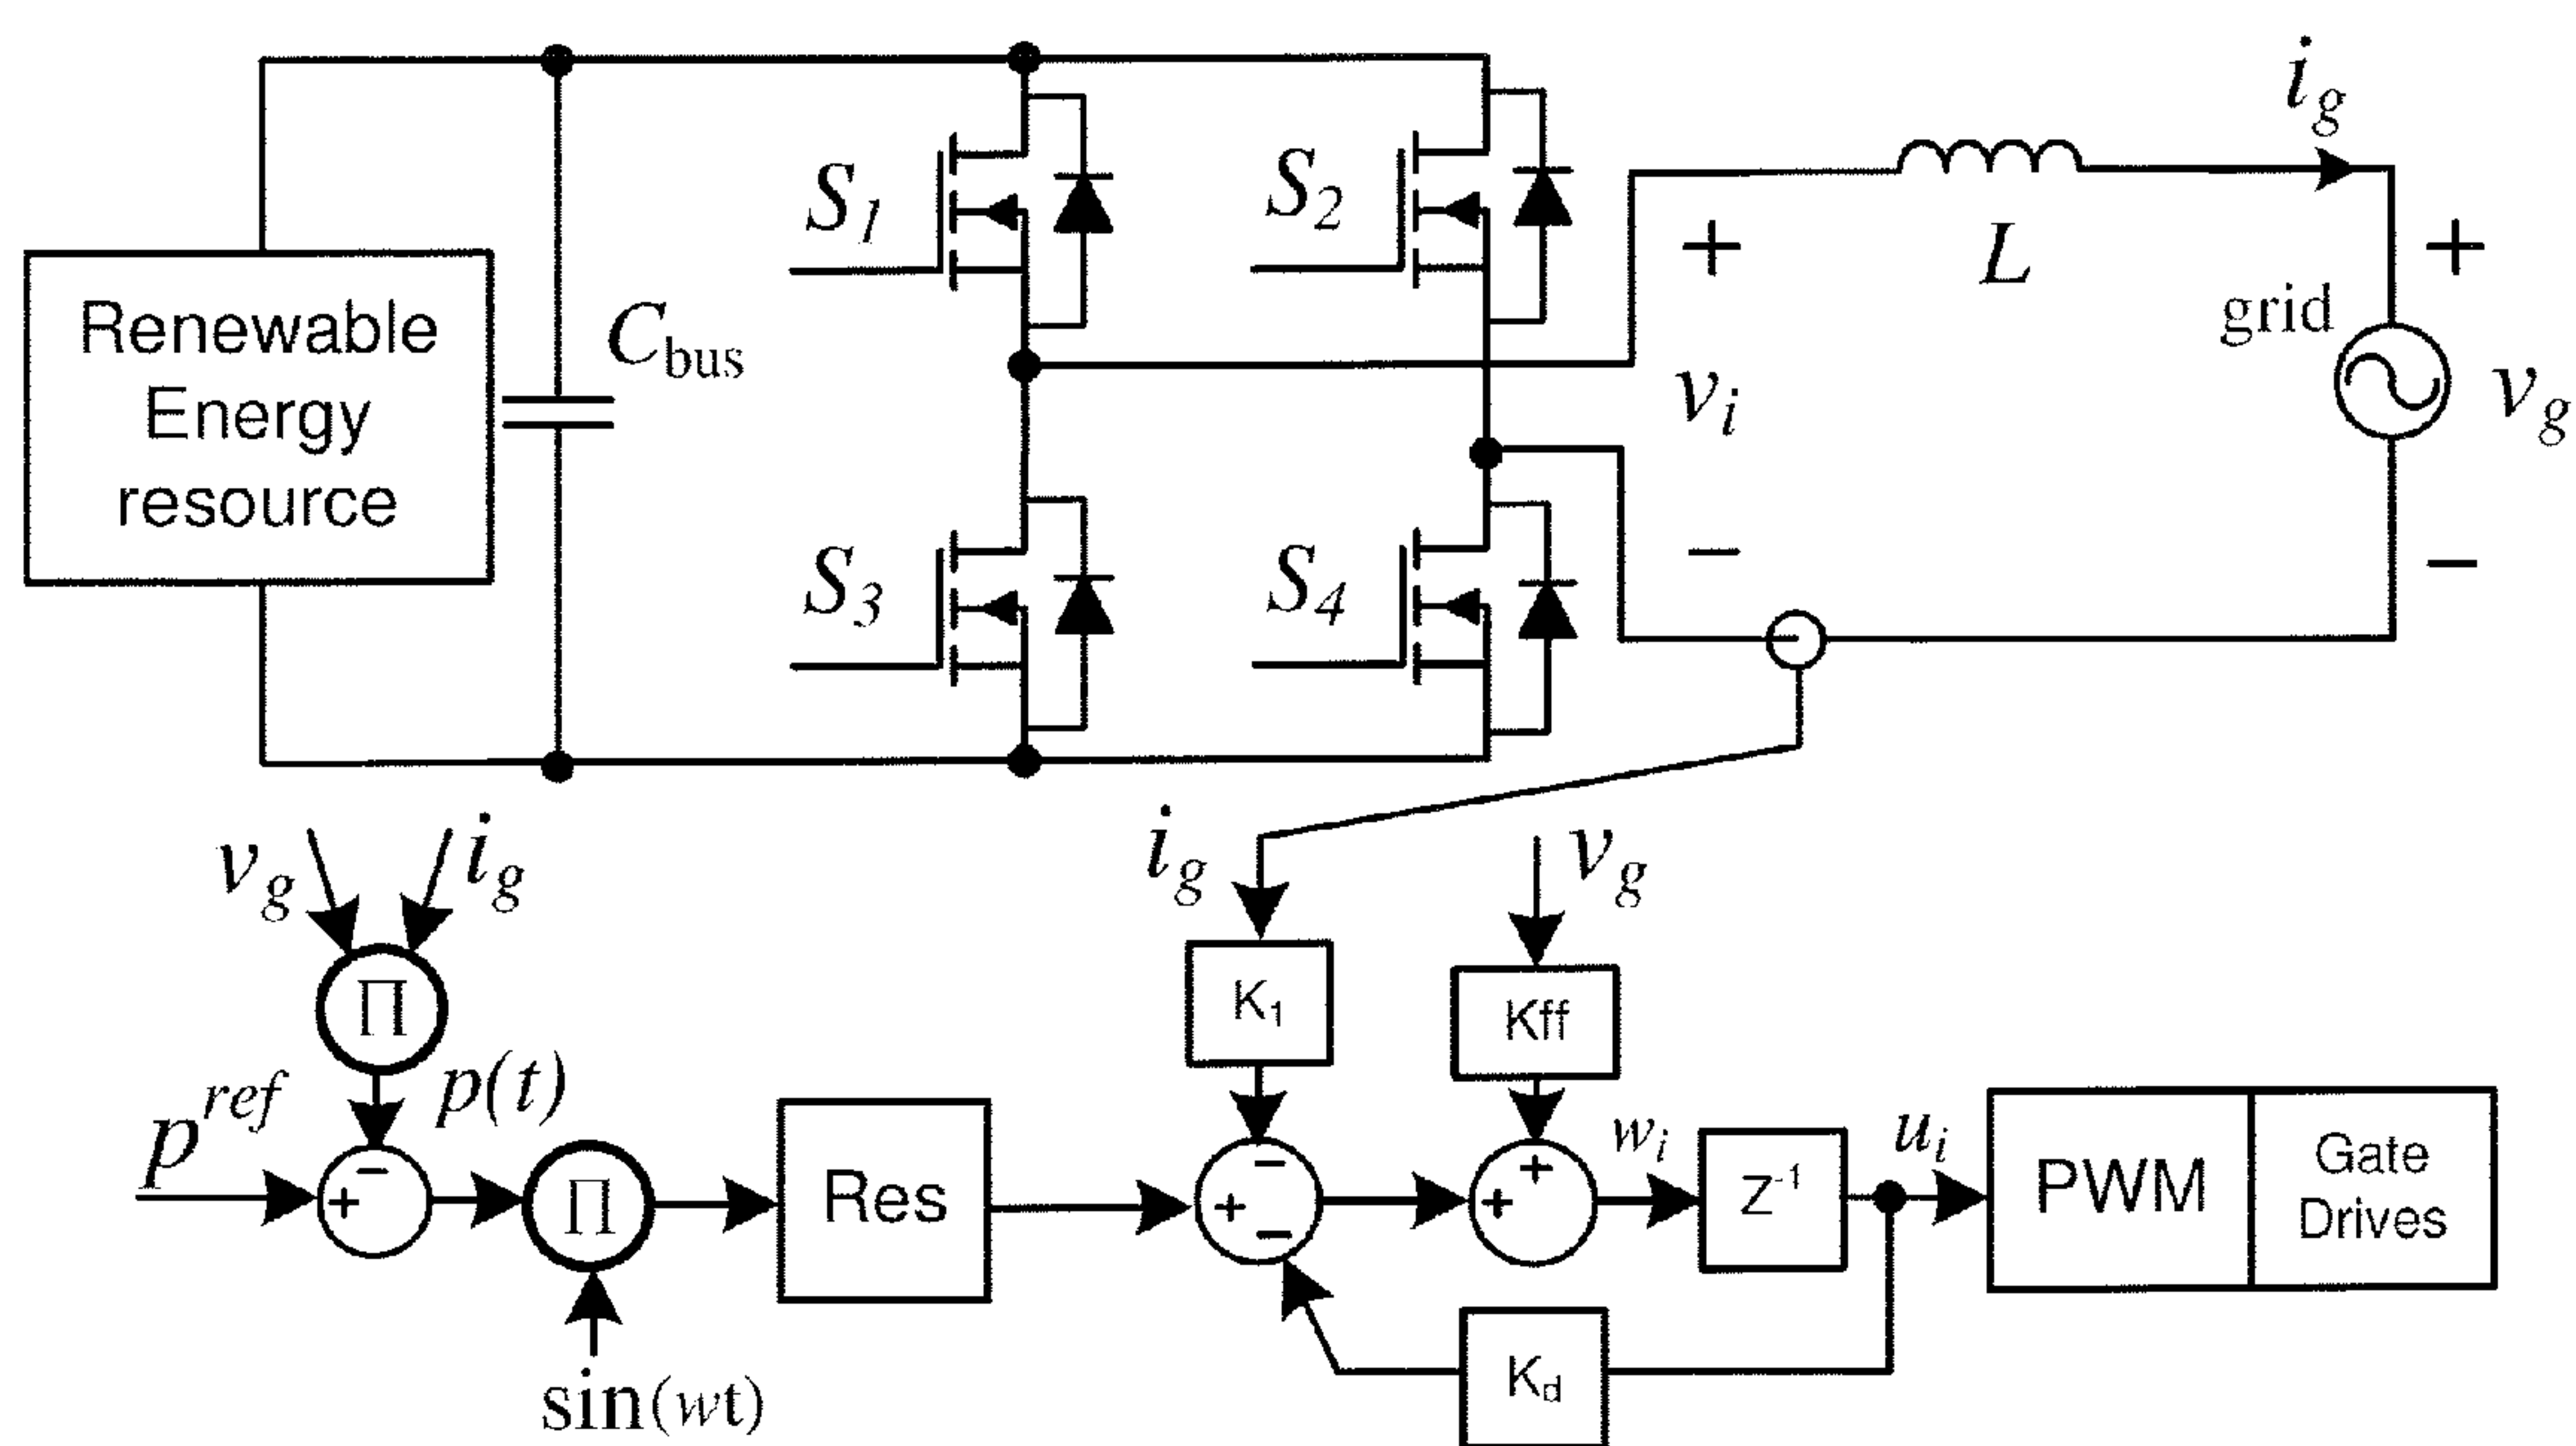 i_g
S_1
S_2
+
L
+
Renewable
Energy
resource
C_bus
grid
v_i
v_g
S_3
S_4
−
−
v_g
i_g
i_g
v_g
Π
K_1
Kff
p^ref
p(t)
−
+
Π
Res
−
+
−
+
+
w_i
Z^-1
u_i
PWM
Gate
Drives
sin(wt)
K_d